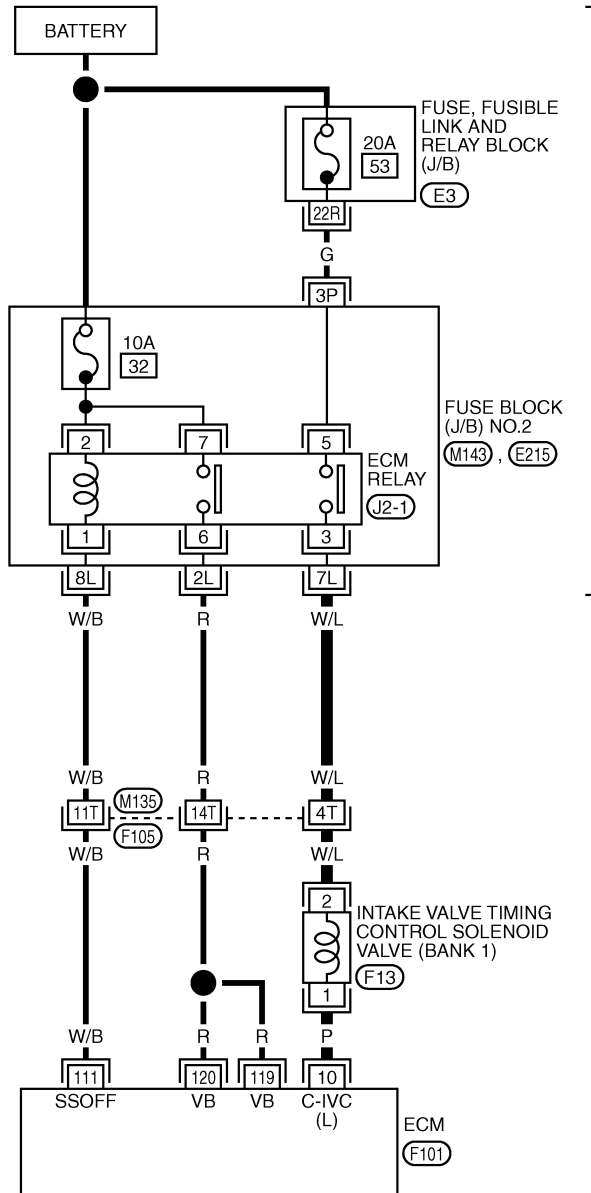 BATTERY
FUSE, FUSIBLE
LINK AND
RELAY BLOCK
(J/B)
E3
20A
53
22R
G
3P
10A
32
FUSE BLOCK
(J/B) NO.2
M143 , E215
2
7
5
ECM
RELAY
J2-1
1
6
3
8L
2L
7L
W/B
R
W/L
W/B
R
W/L
11T
M135
F105
14T
4T
W/B
R
W/L
2
INTAKE VALVE TIMING
CONTROL SOLENOID
VALVE (BANK 1)
F13
1
W/B
R
R
P
111
120
119
10
SSOFF
VB
VB
C-IVC
(L)
ECM
F101